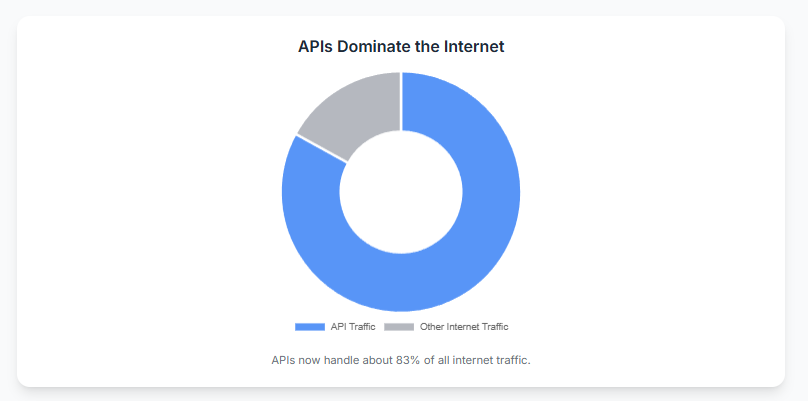 APIs Dominate the Internet
API Traffic Other Internet Traffic
APIs now handle about 83% of all internet traffic.